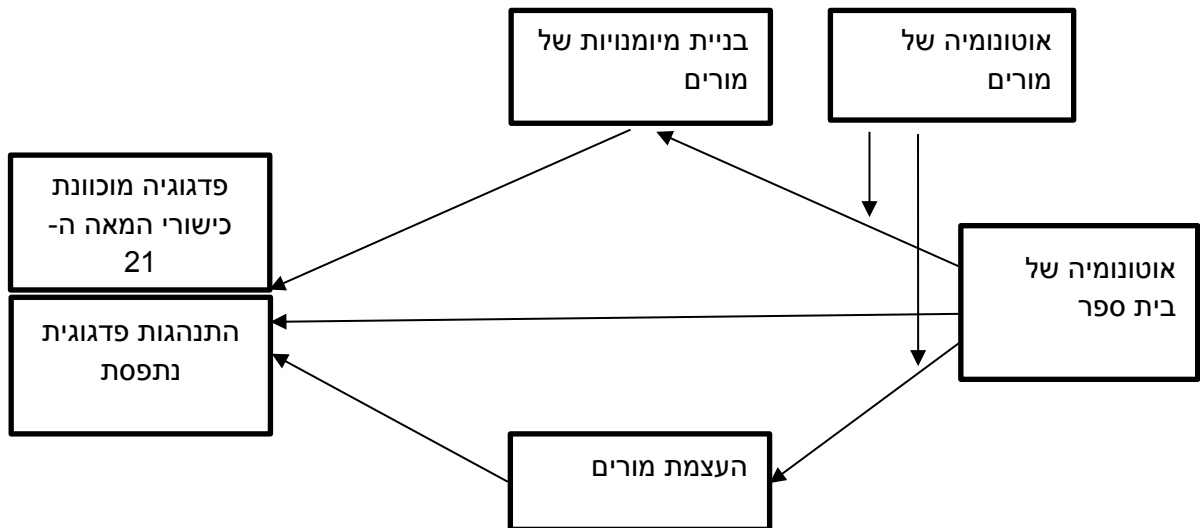 אוטונומיה של
מורים
בניית מיומנויות של
מורים
פדגוגיה מוכוונת
כישורי המאה ה-
21
אוטונומיה של
בית ספר
התנהגות פדגוגית
נתפסת
העצמת מורים